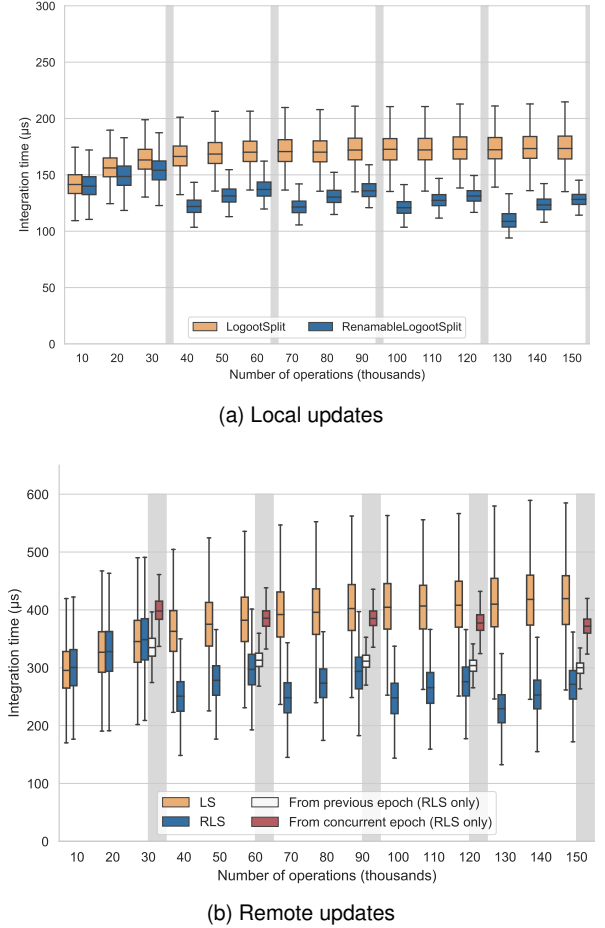 300
250
200
150
100
50
0
Integration time (μs)
LogootSplit RenamableLogootSplit
10 20 30 40 50 60 70 80 90 100 110 120 130 140 150
Number of operations (thousands)
(a) Local updates
600
500
400
300
200
100
0
Integration time (μs)
LS From previous epoch (RLS only)
RLS From concurrent epoch (RLS only)
10 20 30 40 50 60 70 80 90 100 110 120 130 140 150
Number of operations (thousands)
(b) Remote updates